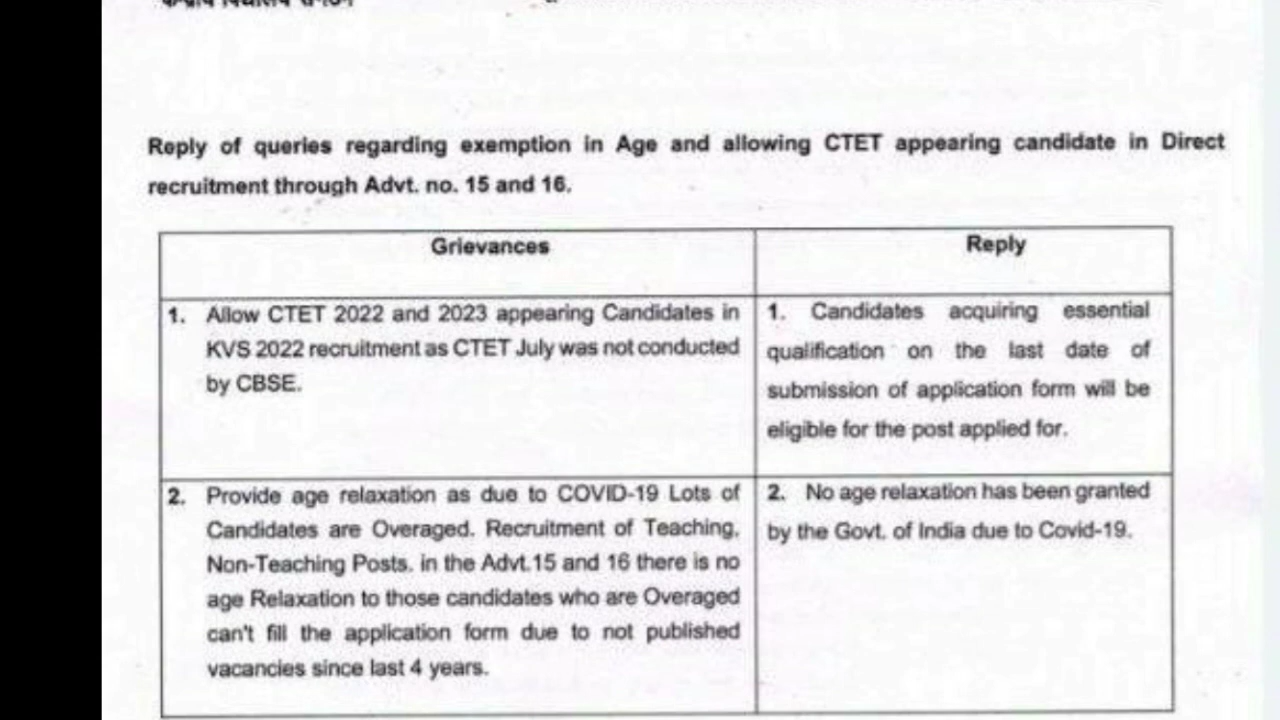 Reply of queries regarding exemption in Age and allowing CTET appearing candidate in Direct
recruitment through Advt. no. 15 and 16.
Grievances
Reply
1. Allow CTET 2022 and 2023 appearing Candidates in
KVS 2022 recruitment as CTET July was not conducted
by CBSE.
1. Candidates acquiring essential
qualification on the last date of
submission of application form will be
eligible for the post applied for.
2. Provide age relaxation as due to COVID-19 Lots of
Candidates are Overaged. Recruitment of Teaching,
Non-Teaching Posts. in the Advt.15 and 16 there is no
age Relaxation to those candidates who are Overaged
can't fill the application form due to not published
vacancies since last 4 years.
2. No age relaxation has been granted
by the Govt. of India due to Covid-19.